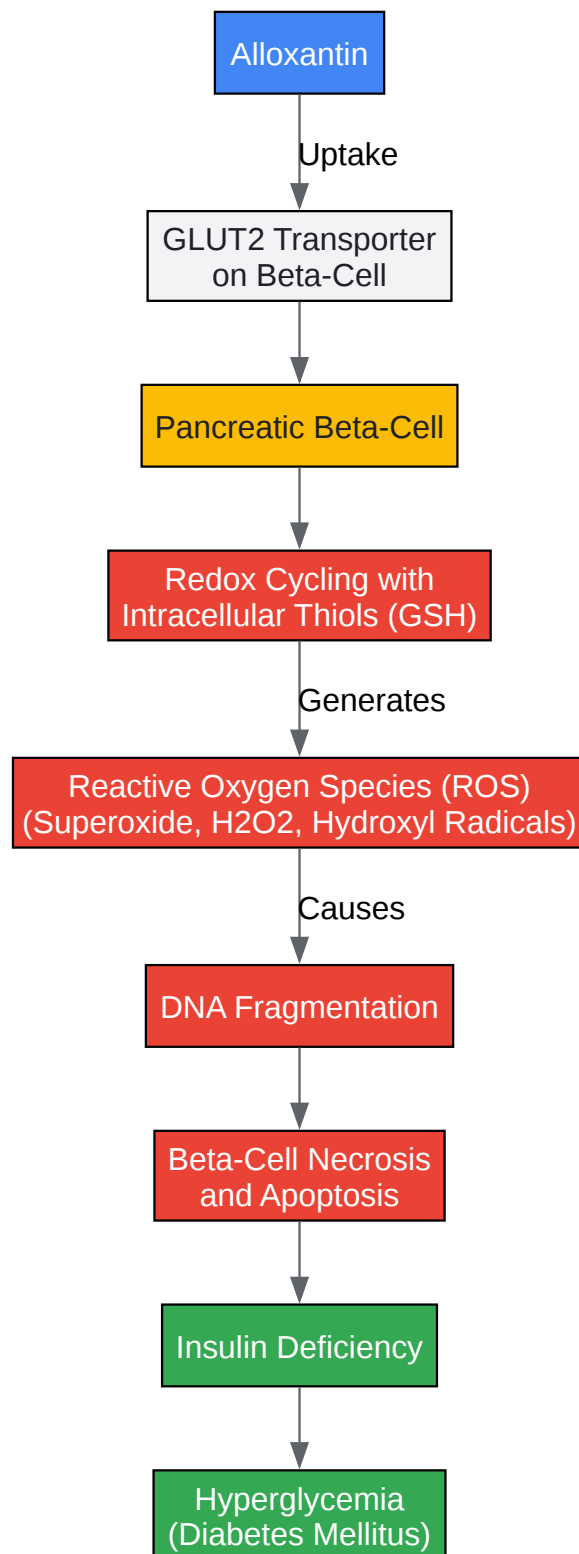 Alloxantin
Uptake
GLUT2 Transporter
on Beta-Cell
Pancreatic Beta-Cell
Redox Cycling with
Intracellular Thiols (GSH)
Generates
Reactive Oxygen Species (ROS)
(Superoxide, H2O2, Hydroxyl Radicals)
Causes
DNA Fragmentation
Beta-Cell Necrosis
and Apoptosis
Insulin Deficiency
Hyperglycemia
(Diabetes Mellitus)